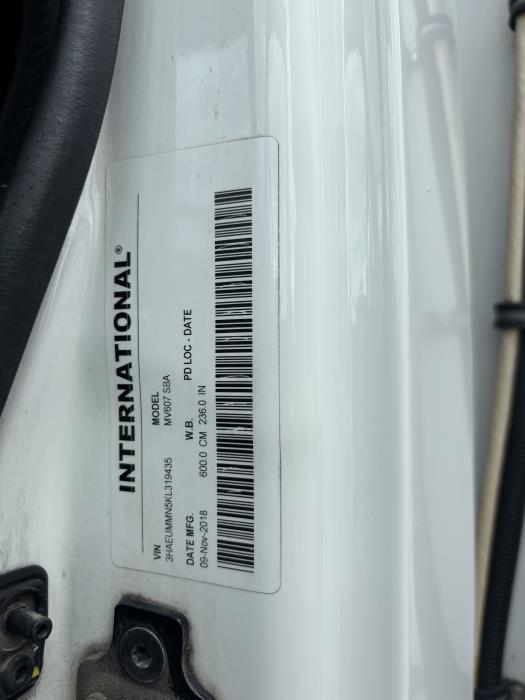 INTERNATIONAL®
VIN MODEL
3HAEUMMN5KL319435 MV607 SBA
DATE MFG. W.B. PD LOC - DATE
09-Nov-2018 600.0 CM 236.0 IN